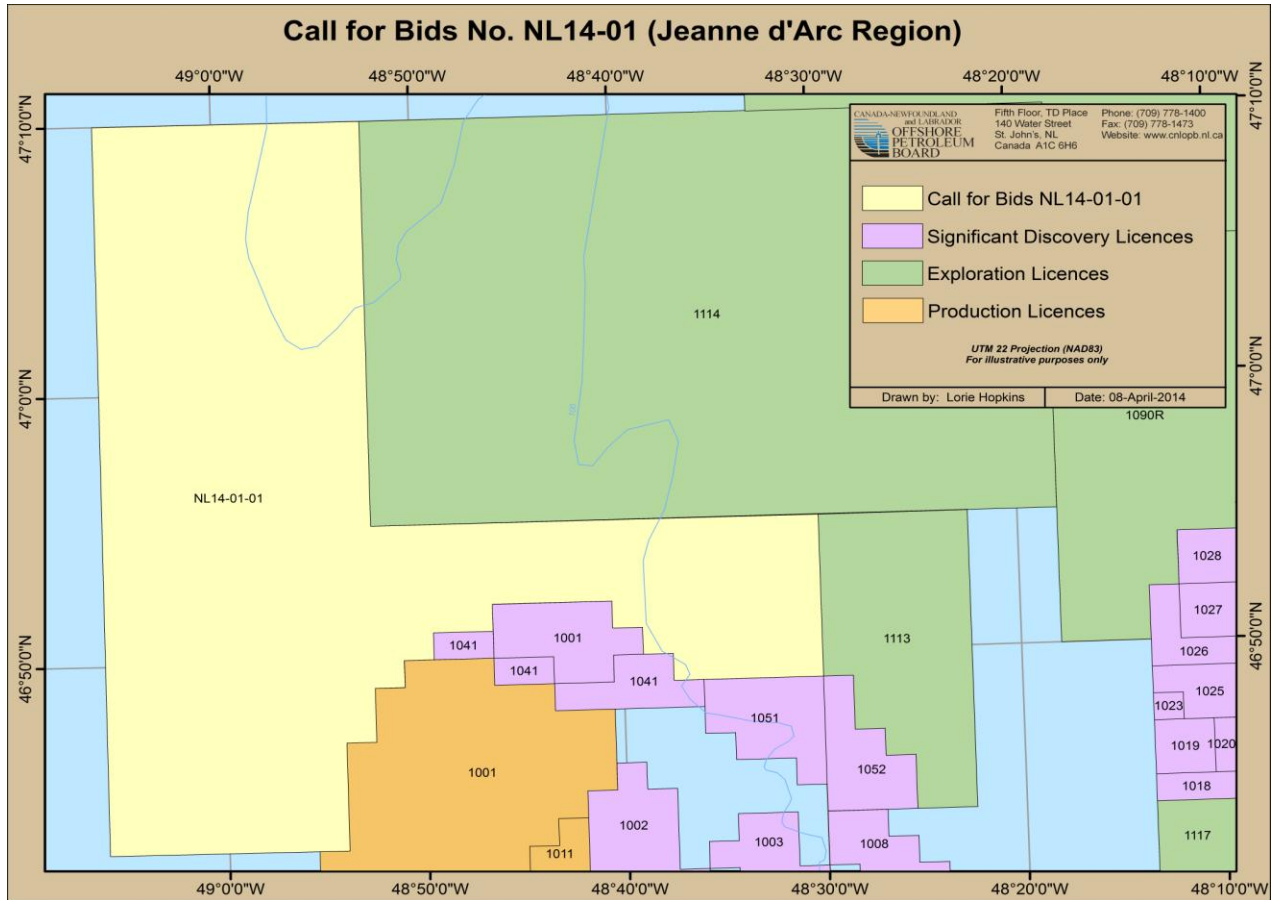 Call for Bids No. NL14-01 (Jeanne d'Arc Region)
49°0'0"W 48°50'0"W 48°40'0"W 48°30'0"W 48°20'0"W 48°10'0"W
47°10'0"N
47°0'0"N
46°50'0"N
47°10'0"N
47°0'0"N
46°50'0"N
CANADA-NEWFOUNDLAND
and LABRADOR
OFFSHORE
PETROLEUM
BOARD
Fifth Floor, TD Place
140 Water Street
St. John's, NL
Canada A1C 6H6
Phone: (709) 778-1400
Fax: (709) 778-1473
Website: www.cnlopb.nl.ca
Call for Bids NL14-01-01
Significant Discovery Licences
Exploration Licences
Production Licences
UTM 22 Projection (NAD83)
For illustrative purposes only
Drawn by: Lorie Hopkins
Date: 08-April-2014
1114
1090R
NL14-01-01
1028
1027
1113
1001
1041
1026
1041
1041
1025
1023
1051
1019
1020
1052
1001
1018
1002
1117
1003
1008
1011
49°0'0"W 48°50'0"W 48°40'0"W 48°30'0"W 48°20'0"W 48°10'0"W